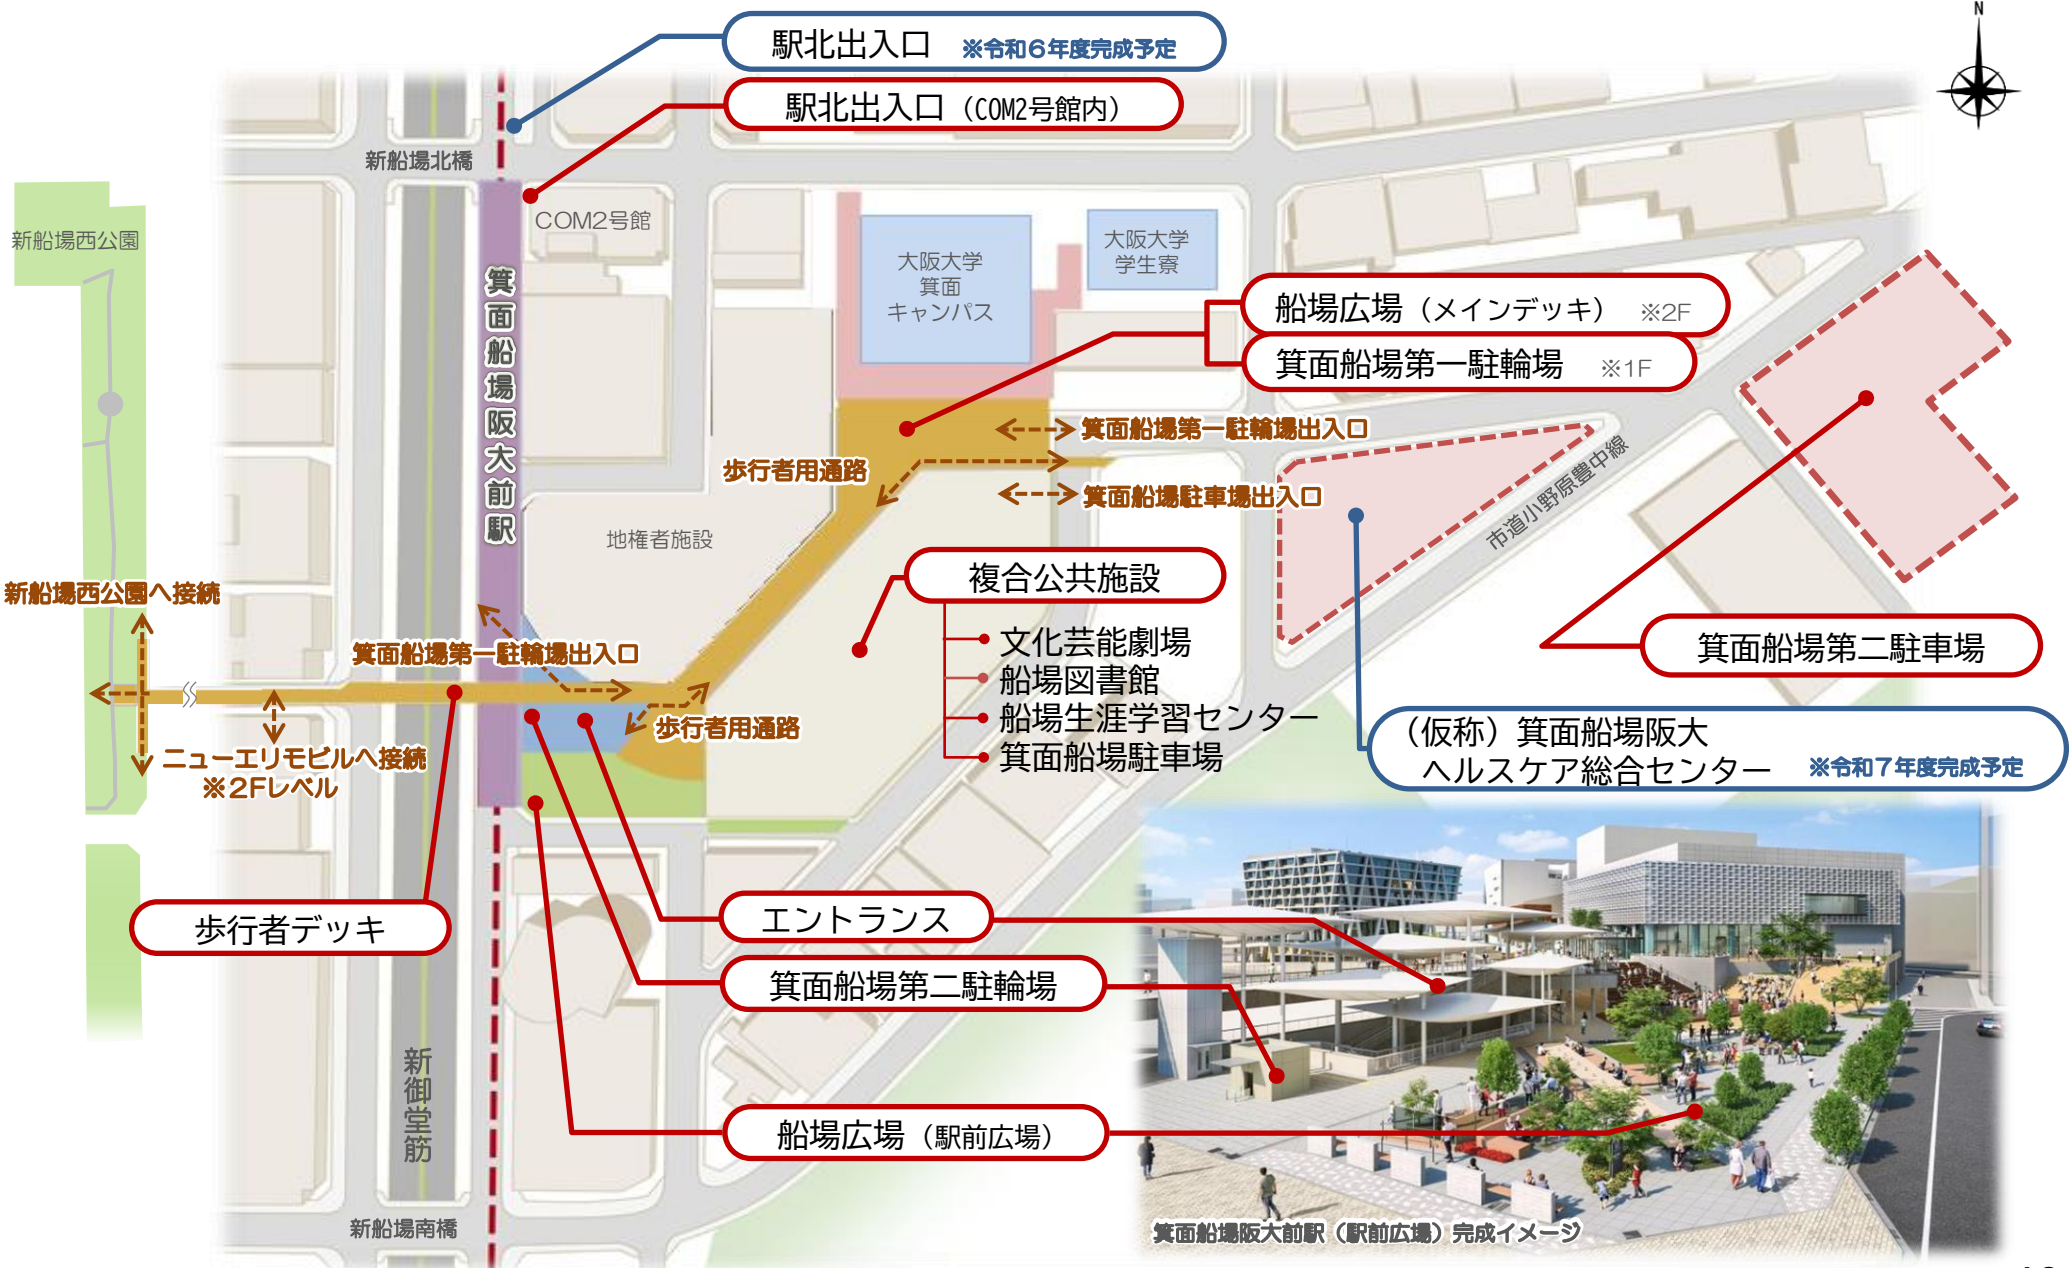 N
駅北出入口 ※令和6年度完成予定
駅北出入口（COM2号館内）
新船場北橋
新船場西公園
COM2号館
箕面船場阪大前駅
大阪大学
箕面
キャンパス
大阪大学
学生寮
船場広場（メインデッキ） ※2F
箕面船場第一駐輪場 ※1F
箕面船場第一駐輪場出入口
歩行者用通路
箕面船場駐車場出入口
市道小野原豊中線
地権者施設
複合公共施設
文化芸能劇場
船場図書館
船場生涯学習センター
箕面船場駐車場
新船場西公園へ接続
箕面船場第一駐輪場出入口
箕面船場第二駐車場
歩行者用通路
ニューエリモビルへ接続
※2Fレベル
（仮称）箕面船場阪大
ヘルスケア総合センター ※令和7年度完成予定
歩行者デッキ
エントランス
箕面船場第二駐輪場
新御堂筋
船場広場（駅前広場）
新船場南橋
箕面船場阪大前駅（駅前広場）完成イメージ